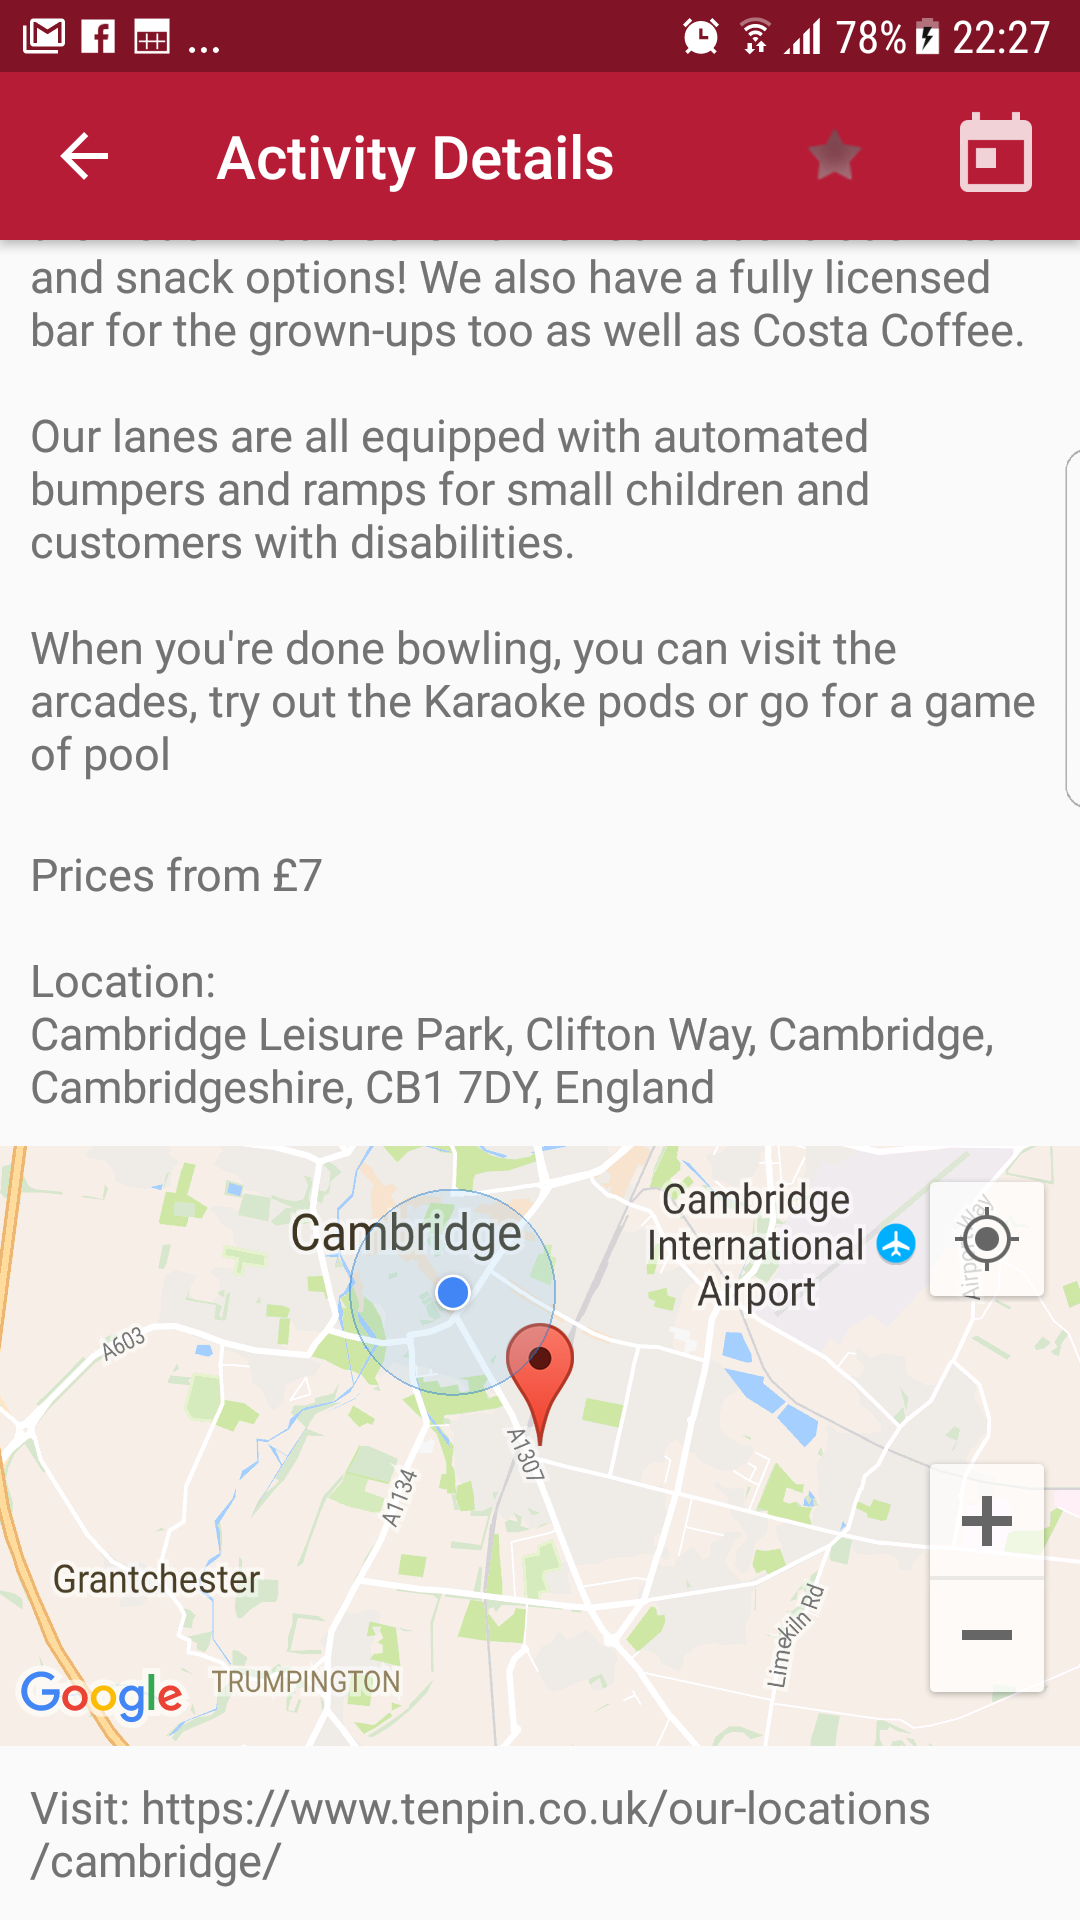 78% 22:27
Activity Details
and snack options! We also have a fully licensed
bar for the grown-ups too as well as Costa Coffee.
Our lanes are all equipped with automated
bumpers and ramps for small children and
customers with disabilities.
When you're done bowling, you can visit the
arcades, try out the Karaoke pods or go for a game
of pool
Prices from £7
Location:
Cambridge Leisure Park, Clifton Way, Cambridge,
Cambridgeshire, CB1 7DY, England
Cambridge
Cambridge
International
Airport
Airport Way
A603
A1307
A1134
Grantchester
Limekiln Rd
TRUMPINGTON
Google
Visit: https://www.tenpin.co.uk/our-locations
/cambridge/